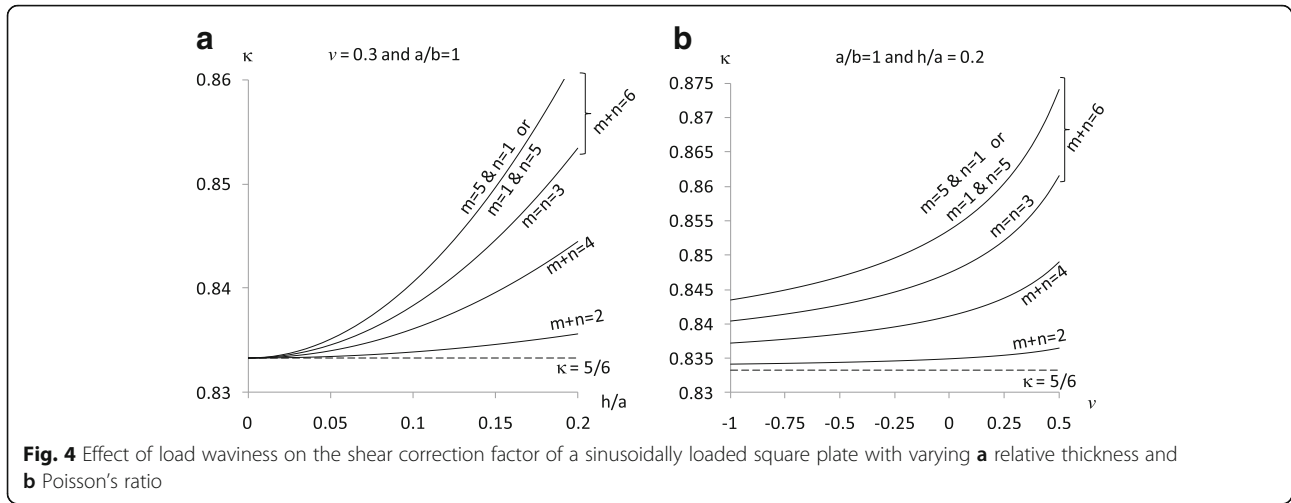 a
κ
ν = 0.3 and a/b=1
0.86
0.85
0.84
0.83
0
0.05
0.1
0.15
0.2
h/a
m=5 & n=1 or
m=1 & n=5
m=n=3
m+n=6
m+n=4
m+n=2
κ = 5/6
b
κ
a/b=1 and h/a = 0.2
0.875
0.87
0.865
0.86
0.855
0.85
0.845
0.84
0.835
0.83
-1
-0.75
-0.5
-0.25
0
0.25
0.5
ν
m=5 & n=1 or
m=1 & n=5
m=n=3
m+n=6
m+n=4
m+n=2
κ = 5/6
Fig. 4 Effect of load waviness on the shear correction factor of a sinusoidally loaded square plate with varying a relative thickness and
b Poisson's ratio